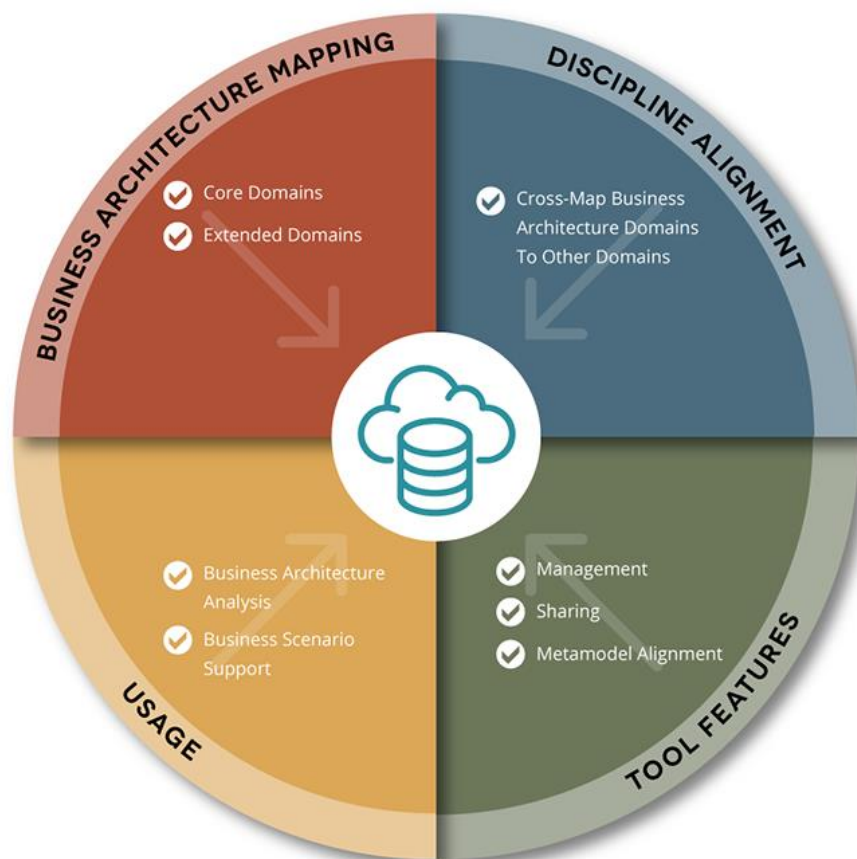 BUSINESS ARCHITECTURE MAPPING
Core Domains
Extended Domains
DISCIPLINE ALIGNMENT
Cross-Map Business
Architecture Domains
To Other Domains
USAGE
Business Architecture
Analysis
Business Scenario
Support
TOOL FEATURES
Management
Sharing
Metamodel Alignment